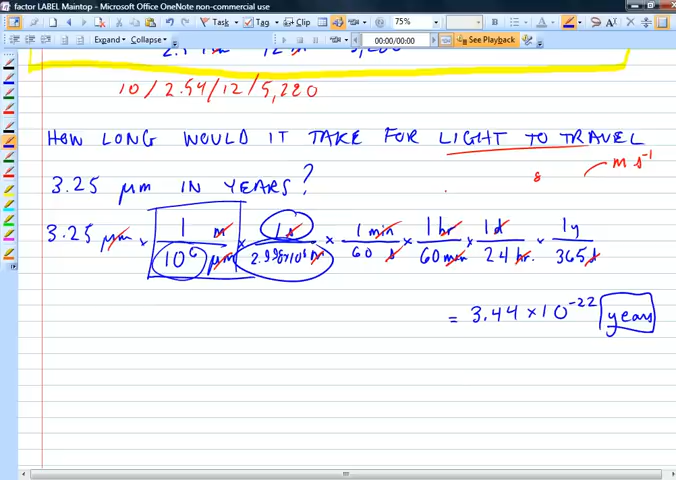 factor LABEL Maintop - Microsoft Office OneNote non-commercial use
Task Tag 75%
Expand Collapse 00:00/00:00 See Playback
10/2.54/12/5,280
HOW LONG WOULD IT TAKE FOR LIGHT TO TRAVEL
m s⁻¹
3.25 μm IN YEARS?
3.25 μm × 1 m / 10⁶ μm × 1 s / 2.998×10⁸ m × 1 min / 60 s × 1 hr / 60 min × 1 d / 24 hr. × 1 y / 365 d
= 3.44 × 10⁻²² years